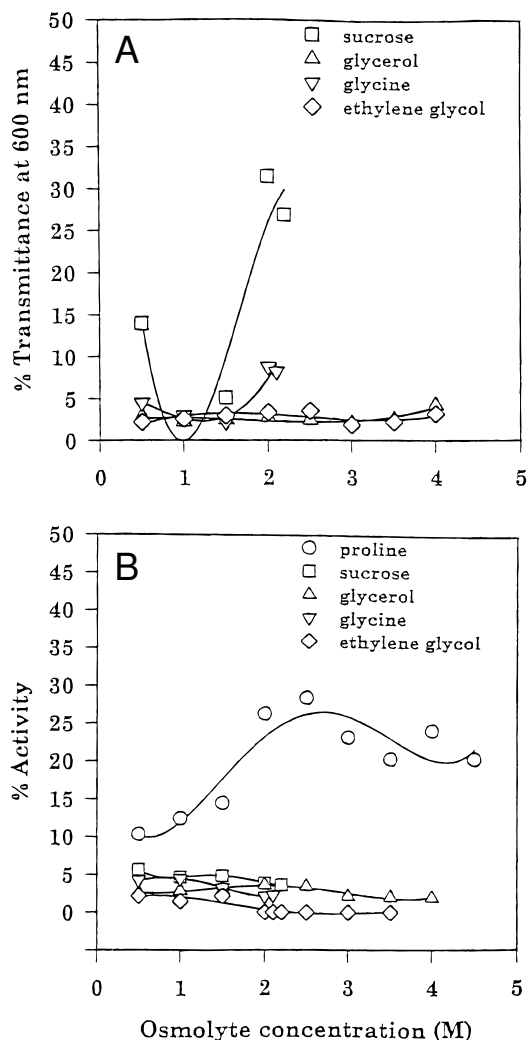 A
sucrose
glycerol
glycine
ethylene glycol
% Transmittance at 600 nm
50
45
40
35
30
25
20
15
10
5
0
0 1 2 3 4 5
B
proline
sucrose
glycerol
glycine
ethylene glycol
% Activity
50
45
40
35
30
25
20
15
10
5
0
0 1 2 3 4 5
Osmolyte concentration (M)